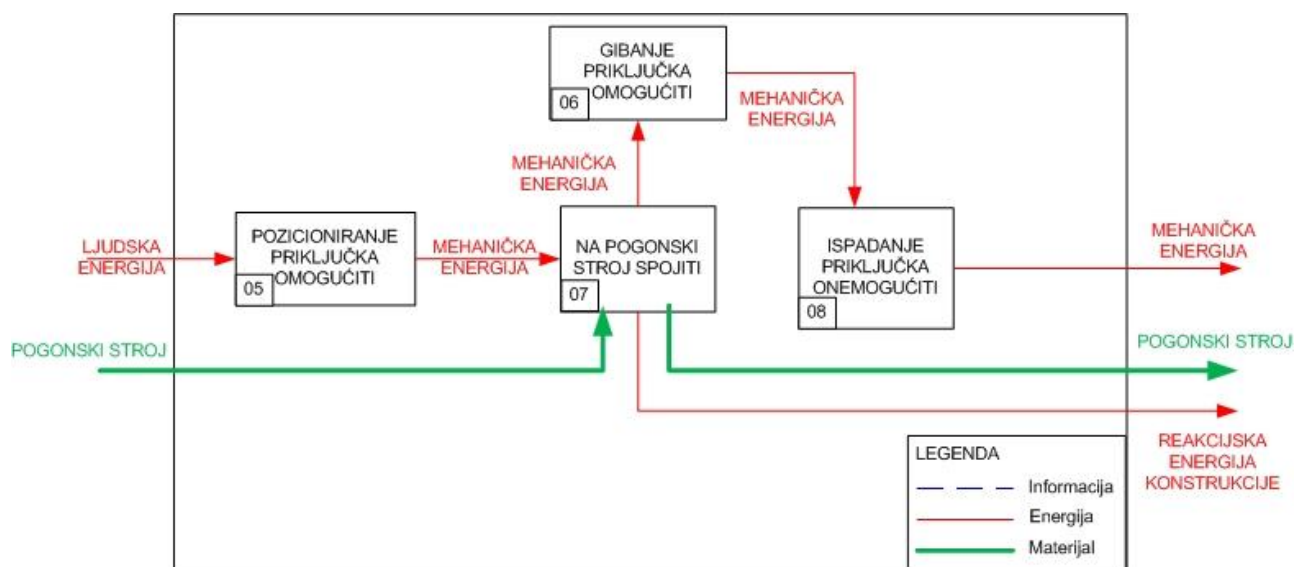 GIBANJE
PRIKLJUČKA
OMOGUĆITI
06
MEHANIČKA
ENERGIJA
MEHANIČKA
ENERGIJA
LJUDSKA
ENERGIJA
POZICIONIRANJE
PRIKLJUČKA
OMOGUĆITI
05
MEHANIČKA
ENERGIJA
NA POGONSKI
STROJ SPOJITI
07
ISPADANJE
PRIKLJUČKA
ONEMOGUĆITI
08
MEHANIČKA
ENERGIJA
POGONSKI STROJ
POGONSKI STROJ
REAKCIJSKA
ENERGIJA
KONSTRUKCIJE
LEGENDA
Informacija
Energija
Materijal